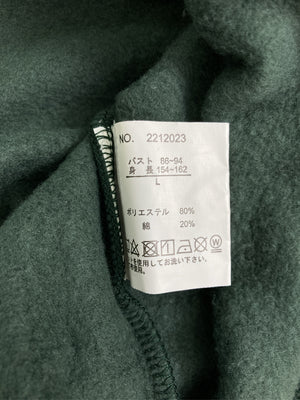 NO. 2212023
バスト 86~94
身 長 154~162
L
ポリエステル 80%
綿 20%
を使用してお洗い下さい